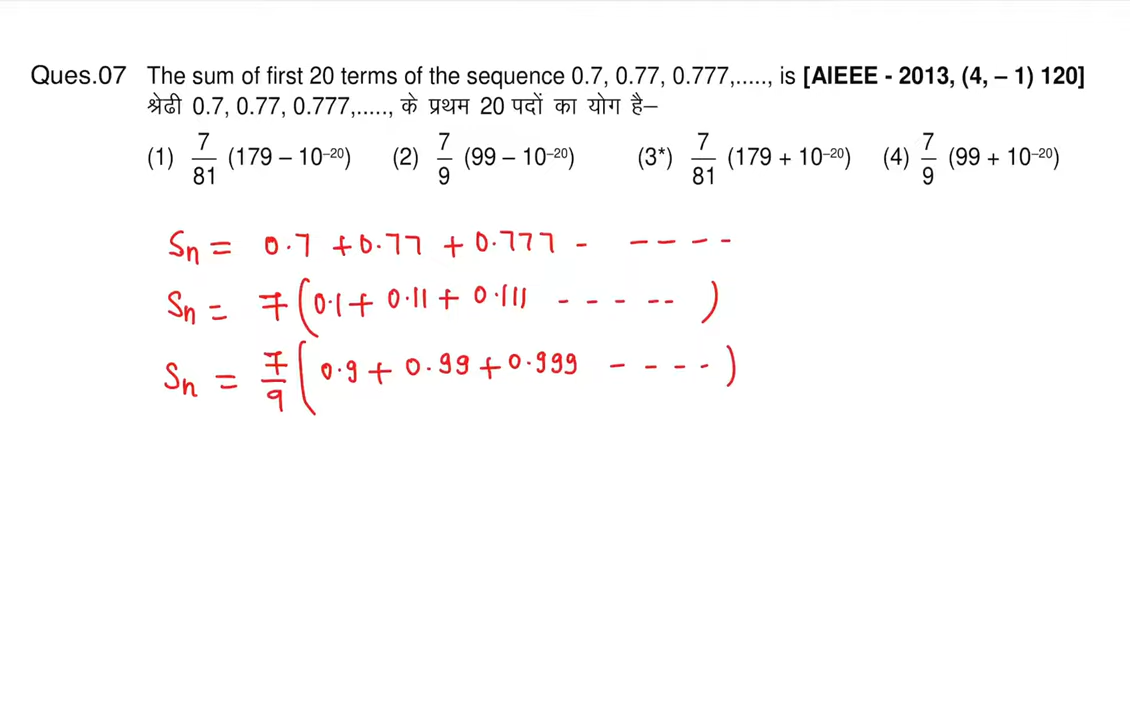 Ques.07 The sum of first 20 terms of the sequence 0.7, 0.77, 0.777,....., is [AIEEE - 2013, (4, – 1) 120]
श्रेढी 0.7, 0.77, 0.777,....., के प्रथम 20 पदों का योग है–
(1) 7/81 (179 – 10⁻²⁰) (2) 7/9 (99 – 10⁻²⁰) (3*) 7/81 (179 + 10⁻²⁰) (4) 7/9 (99 + 10⁻²⁰)
Sn = 0.7 + 0.77 + 0.777 - - - - -
Sn = 7 (0.1 + 0.11 + 0.111 - - - - - )
Sn = 7/9 (0.9 + 0.99 + 0.999 - - - - )